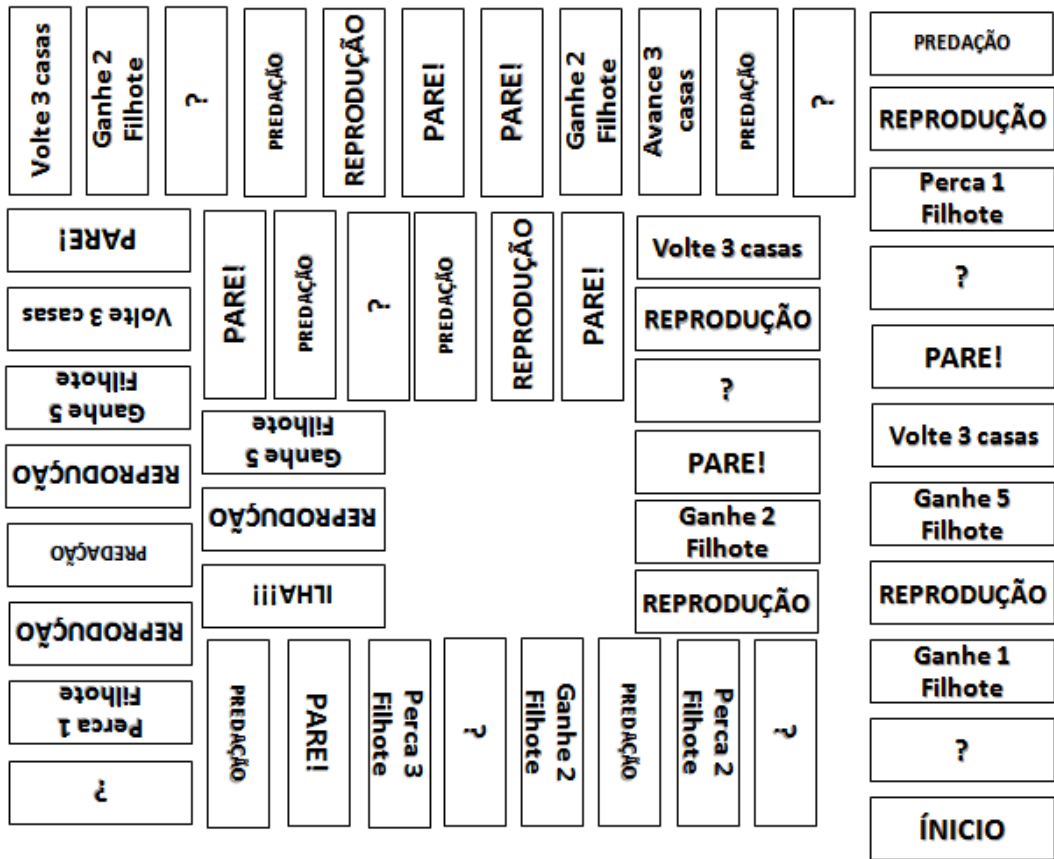 Volte 3 casas
Ganhe 2
Filhote
?
PREDAÇÃO
REPRODUÇÃO
PARE!
PARE!
Ganhe 2
Filhote
Avance 3
casas
PREDAÇÃO
?
PARE!
Volte 3 casas
Ganhe 5
Filhote
REPRODUÇÃO
PREDAÇÃO
REPRODUÇÃO
Perca 1
Filhote
?
PARE!
PREDAÇÃO
?
PREDAÇÃO
REPRODUÇÃO
PARE!
Ganhe 5
Filhote
REPRODUÇÃO
ILHA!!!
Volte 3 casas
REPRODUÇÃO
?
PARE!
Ganhe 2
Filhote
REPRODUÇÃO
PREDAÇÃO
PARE!
Perca 3
Filhote
?
Ganhe 2
Filhote
PREDAÇÃO
Perca 2
Filhote
?
PREDAÇÃO
REPRODUÇÃO
Perca 1
Filhote
?
PARE!
Volte 3 casas
Ganhe 5
Filhote
REPRODUÇÃO
Ganhe 1
Filhote
?
ÍNICIO